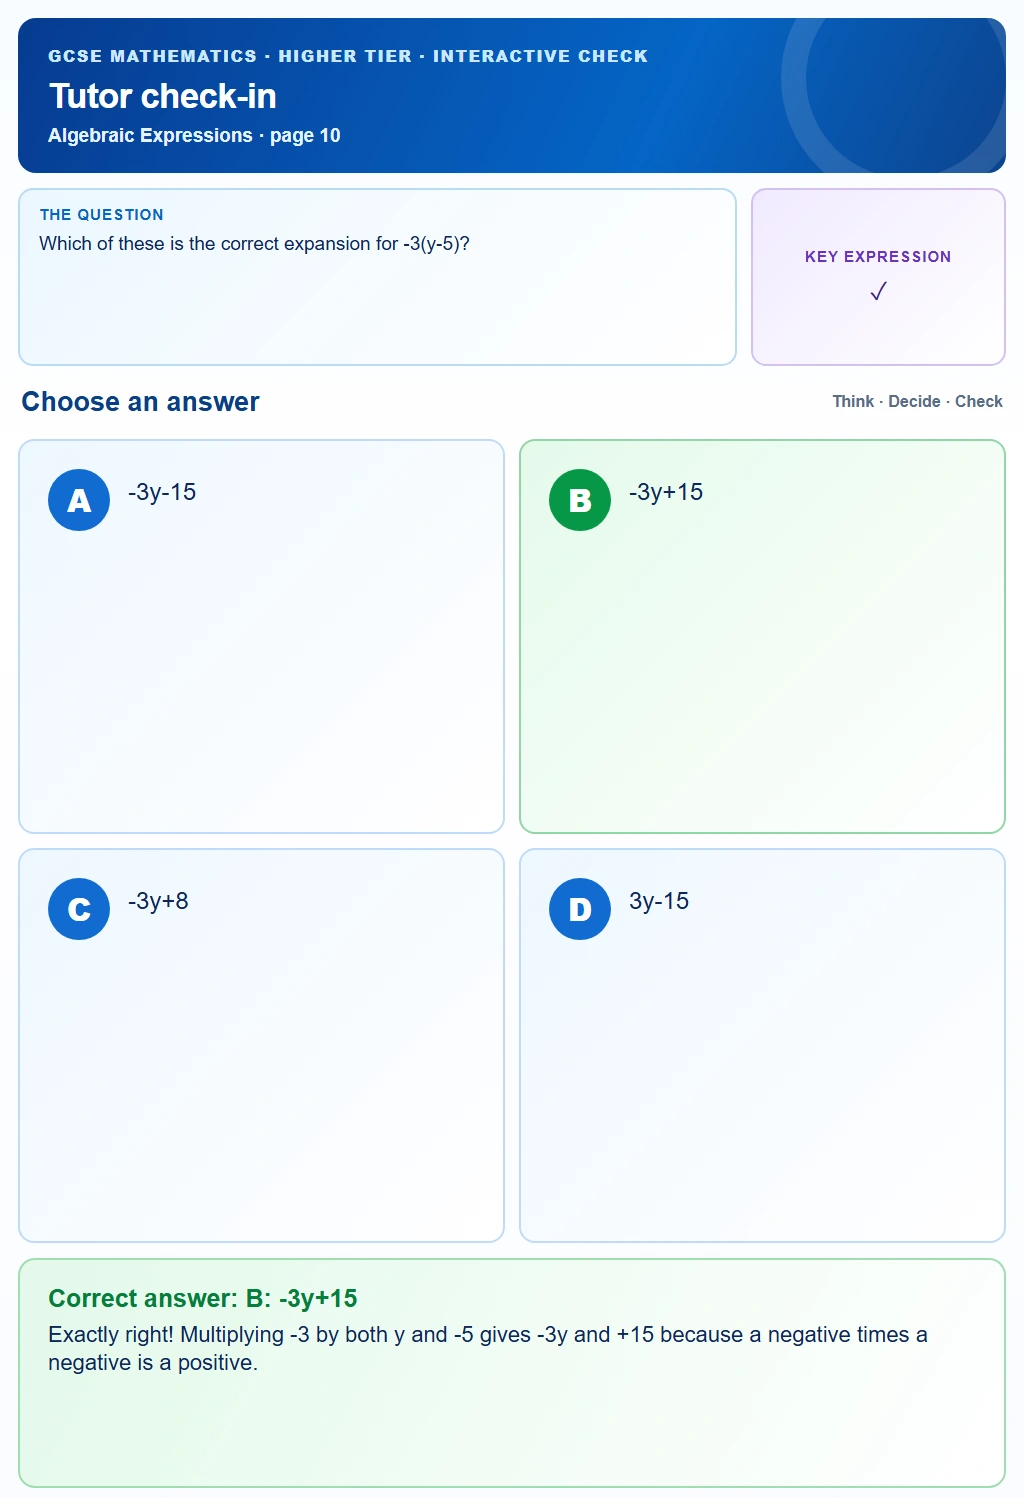 GCSE MATHEMATICS · HIGHER TIER · INTERACTIVE CHECK
Tutor check-in
Algebraic Expressions · page 10
THE QUESTION
Which of these is the correct expansion for -3(y-5)?
KEY EXPRESSION
✓
Choose an answer
Think · Decide · Check
A -3y-15
B -3y+15
C -3y+8
D 3y-15
Correct answer: B: -3y+15
Exactly right! Multiplying -3 by both y and -5 gives -3y and +15 because a negative times a
negative is a positive.